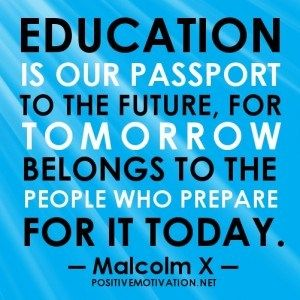 EDUCATION
IS OUR PASSPORT
TO THE FUTURE, FOR
TOMORROW
BELONGS TO THE
PEOPLE WHO PREPARE
FOR IT TODAY.
— Malcolm X —
POSITIVEMOTIVATION.NET